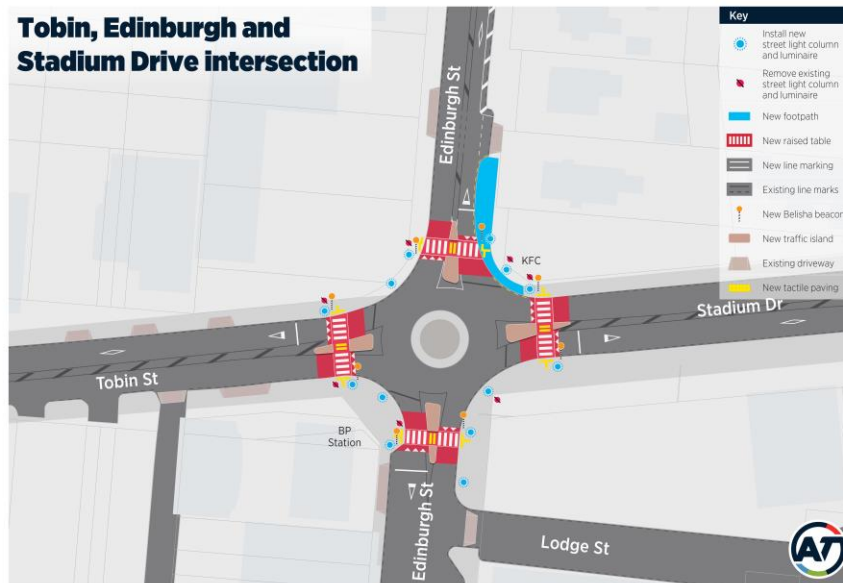 Tobin, Edinburgh and
Stadium Drive intersection
Key
Install new
street light column
and luminaire
Remove existing
street light column
and luminaire
New footpath
New raised table
New line marking
Existing line marks
New Belisha beacon
New traffic island
Existing driveway
New tactile paving
Edinburgh St
KFC
Stadium Dr
Tobin St
BP
Station
Edinburgh St
Lodge St
AT